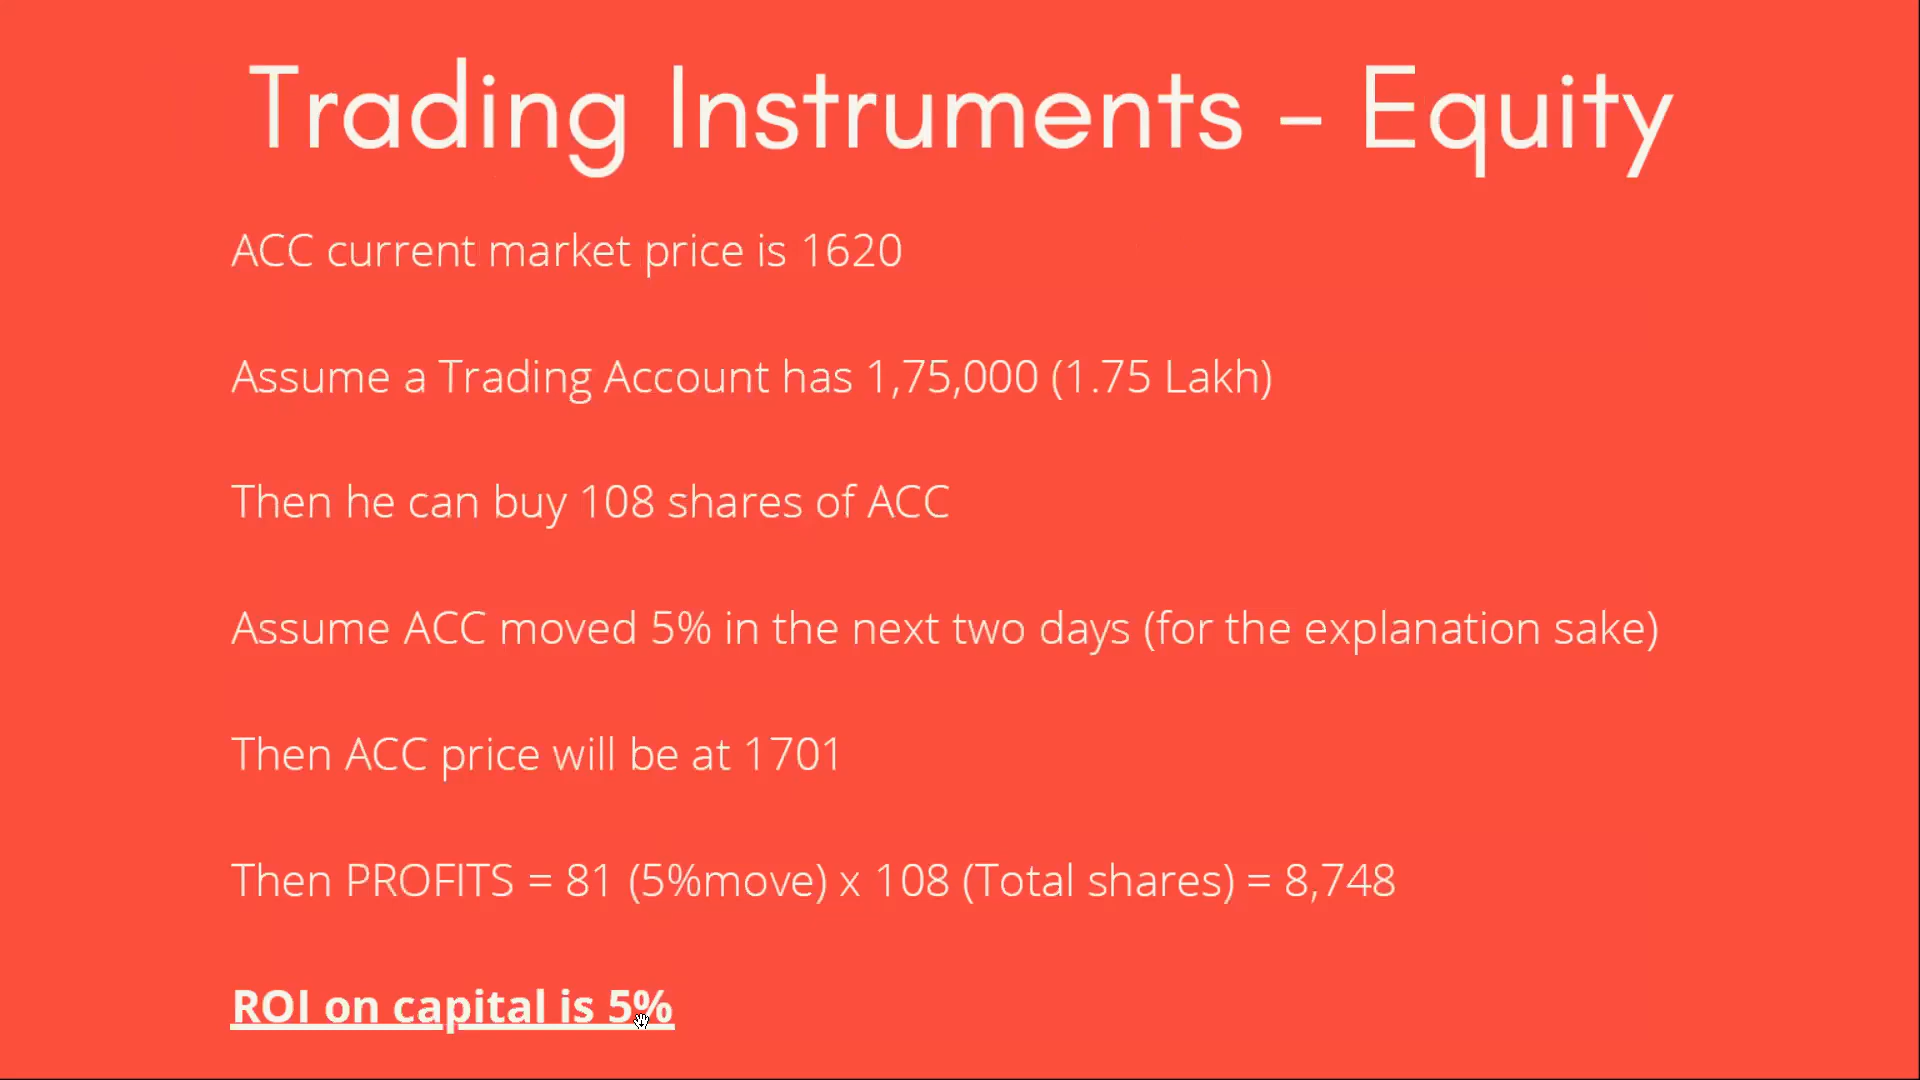 Trading Instruments – Equity
ACC current market price is 1620
Assume a Trading Account has 1,75,000 (1.75 Lakh)
Then he can buy 108 shares of ACC
Assume ACC moved 5% in the next two days (for the explanation sake)
Then ACC price will be at 1701
Then PROFITS = 81 (5%move) x 108 (Total shares) = 8,748
ROI on capital is 5%